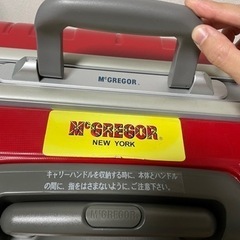 McGREGOR
McGREGOR
NEW YORK
キャリーハンドルを収納する時に、本体とハンドル
の間に、指をはさまないように、ご注意下さい。
McGREGOR